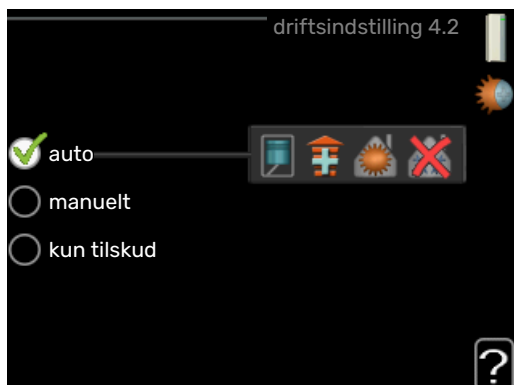 driftsindstilling 4.2
auto
manuelt
kun tilskud
?